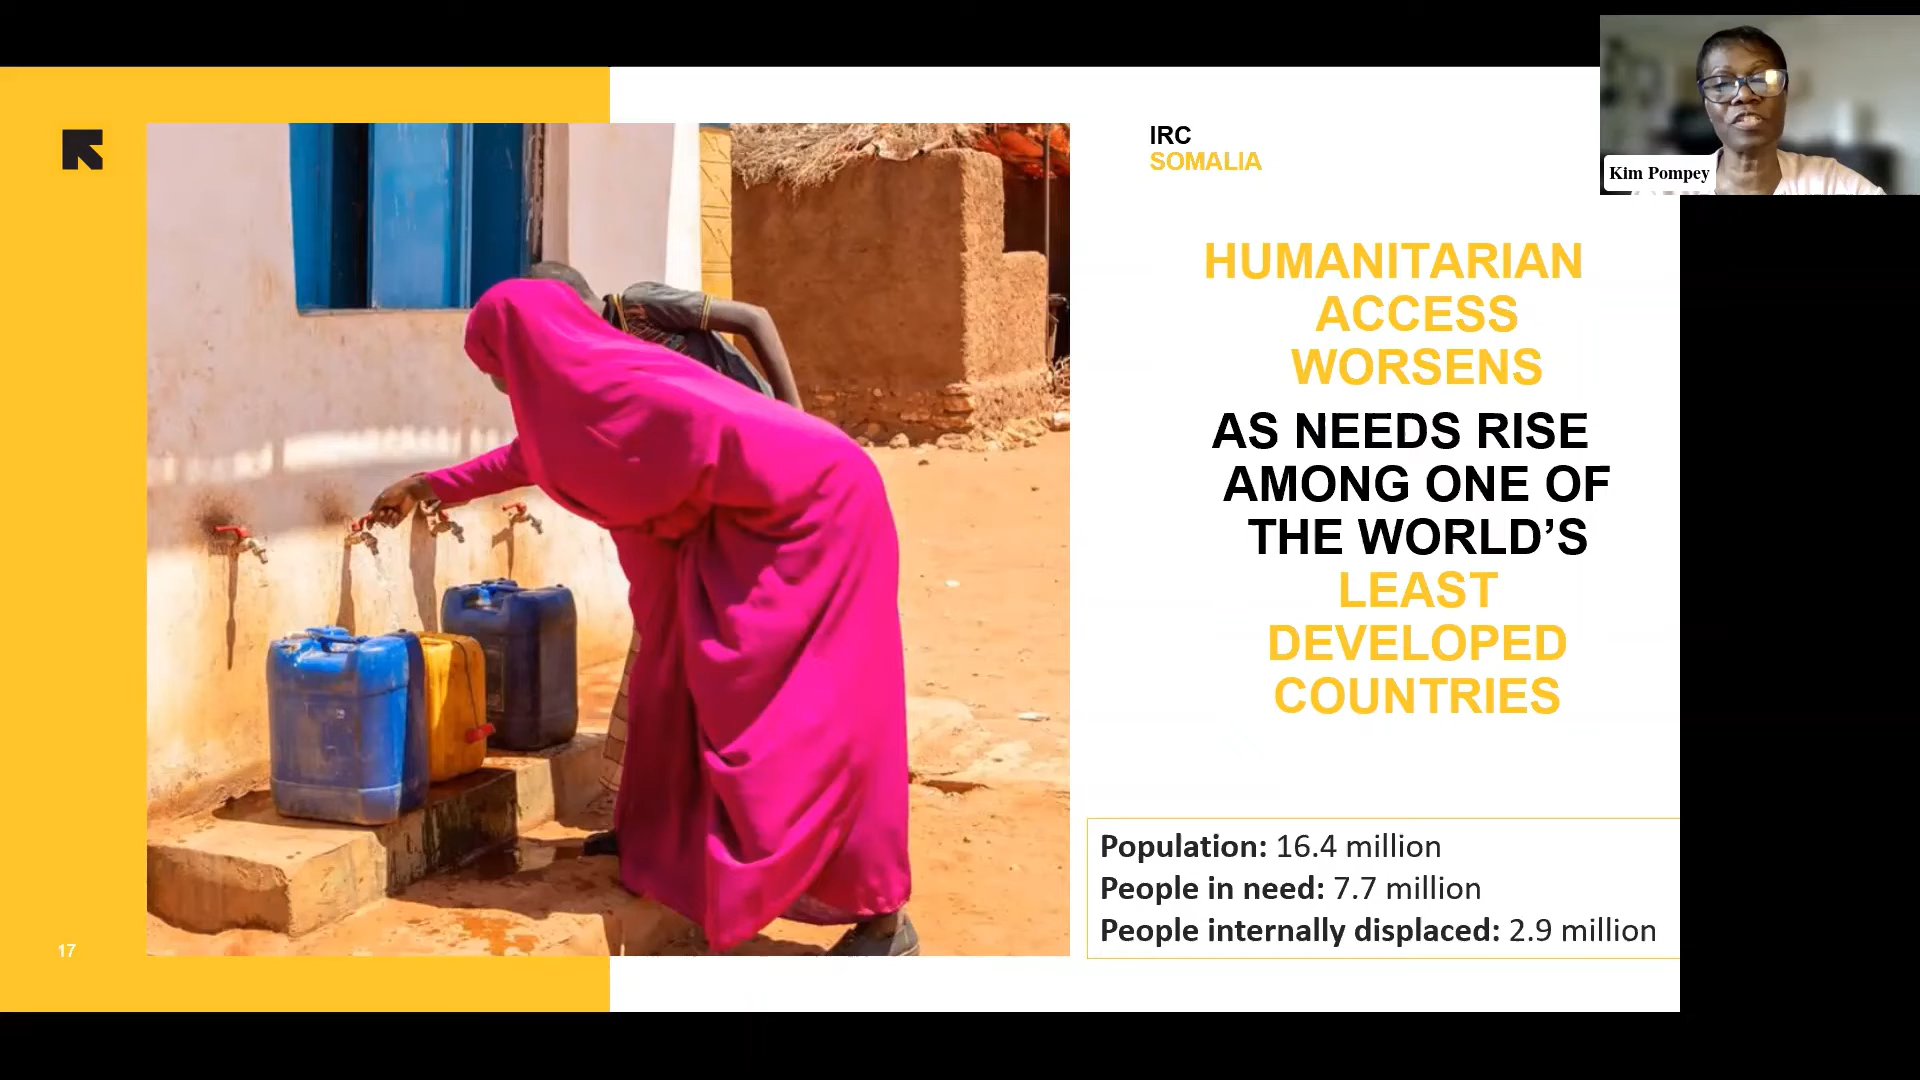 IRC
SOMALIA
Kim Pompey
HUMANITARIAN
ACCESS
WORSENS
AS NEEDS RISE
AMONG ONE OF
THE WORLD’S
LEAST
DEVELOPED
COUNTRIES
Population: 16.4 million
People in need: 7.7 million
People internally displaced: 2.9 million
17